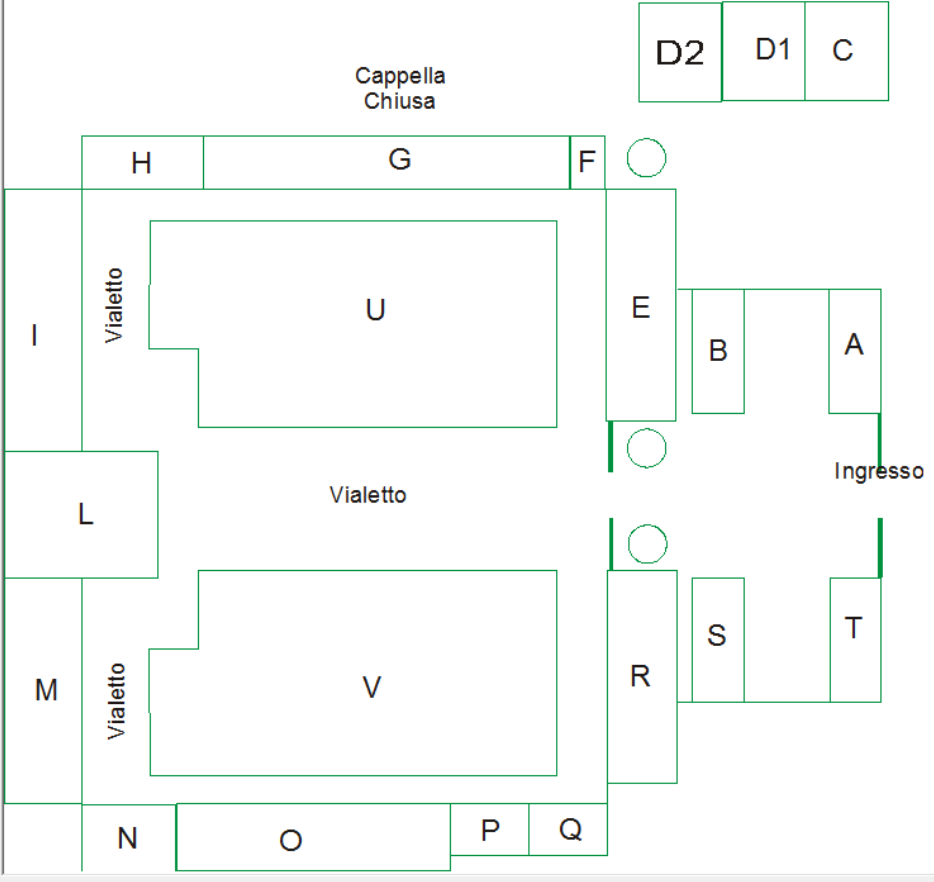 D2 D1 C
Cappella
Chiusa
H G F
Vialetto
U
E
I
B
A
Ingresso
Vialetto
L
S
T
R
M
V
Vialetto
N
O
P
Q